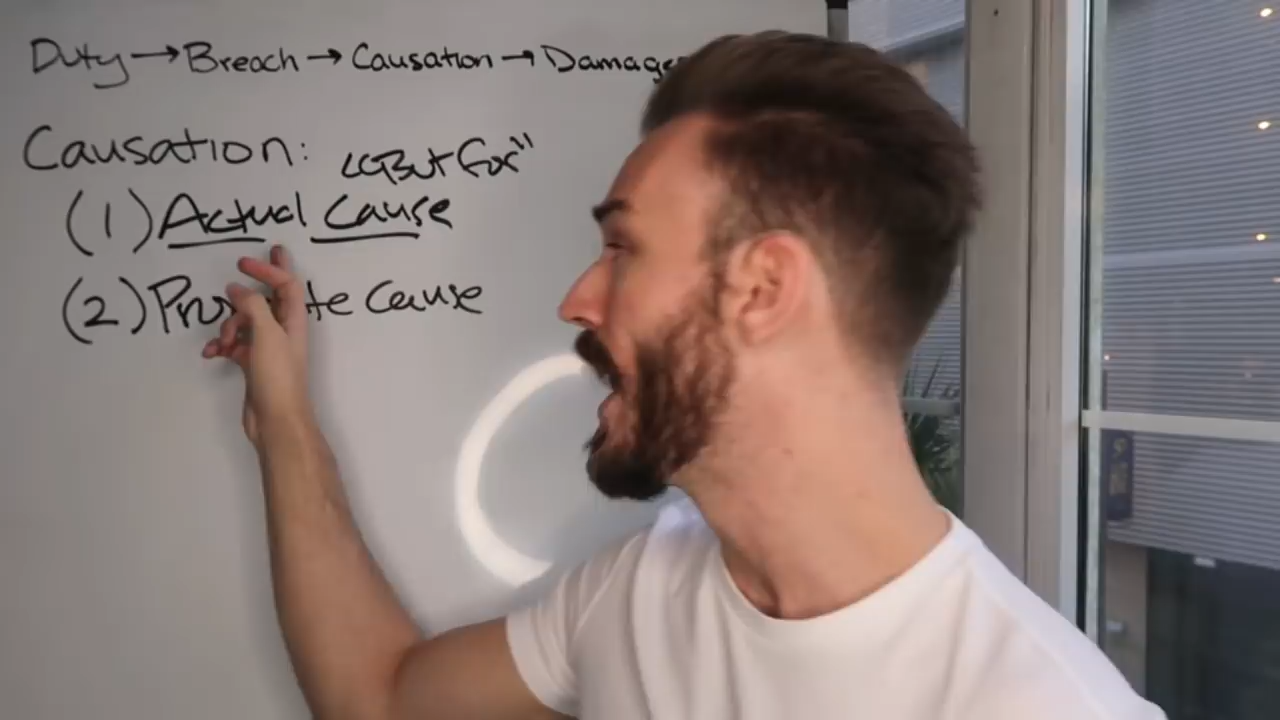 Duty → Breach → Causation → Damage
Causation: "But for"
(1) Actual Cause
(2) Cause